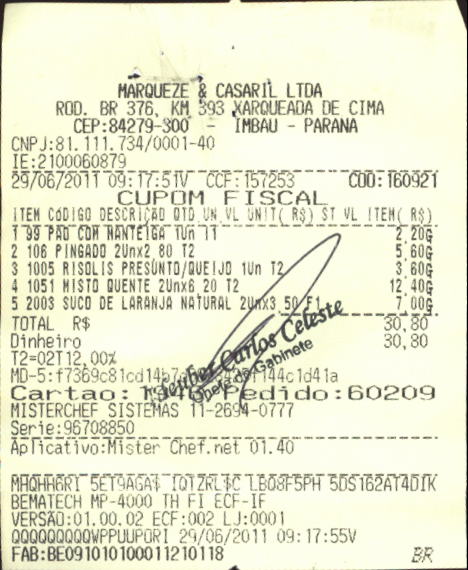 MARQUEZE & CASARIL LTDA
ROD. BR 376, KM 393 XARQUEADA DE CIMA
CEP:84279-300 - IMBAU - PARANA
CNPJ:81.111.734/0001-40
IE:2100060879
29/06/2011 09:17:51V CCF:157253 COO:160921
CUPOM FISCAL
ITEM CÓDIGO DESCRIÇÃO QTD.UN.VL UNIT( R$) ST VL ITEM( R$)
1 99 PAO COM MANTEIGA 1Un 2,20G
2 106 PINGADO 2Unx2 80 T2 5,60G
3 1005 RISOLIS PRESUNTO/QUEIJO 1Un T2 3,60G
4 1051 MISTO QUENTE 2Unx6 20 T2 12,40G
5 2003 SUCO DE LARANJA NATURAL 2Unx3 50 F1 7,00G
TOTAL R$ 30,80
Dinheiro 30,80
T2=02T12,00%
Carlos Celeste
Chefe de Gabinete
Cartao: Pedido:60209
MISTERCHEF SISTEMAS 11-2694-0777
Serie:96708850
Aplicativo:Mister Chef.net 01.40
BEMATECH MP-4000 TH FI ECF-IF
VERSÃO:01.00.02 ECF:002 LJ:0001
QQQQQQQQQWPPUUPORI 29/06/2011 09:17:55V
FAB:BE091010100011210118 BR